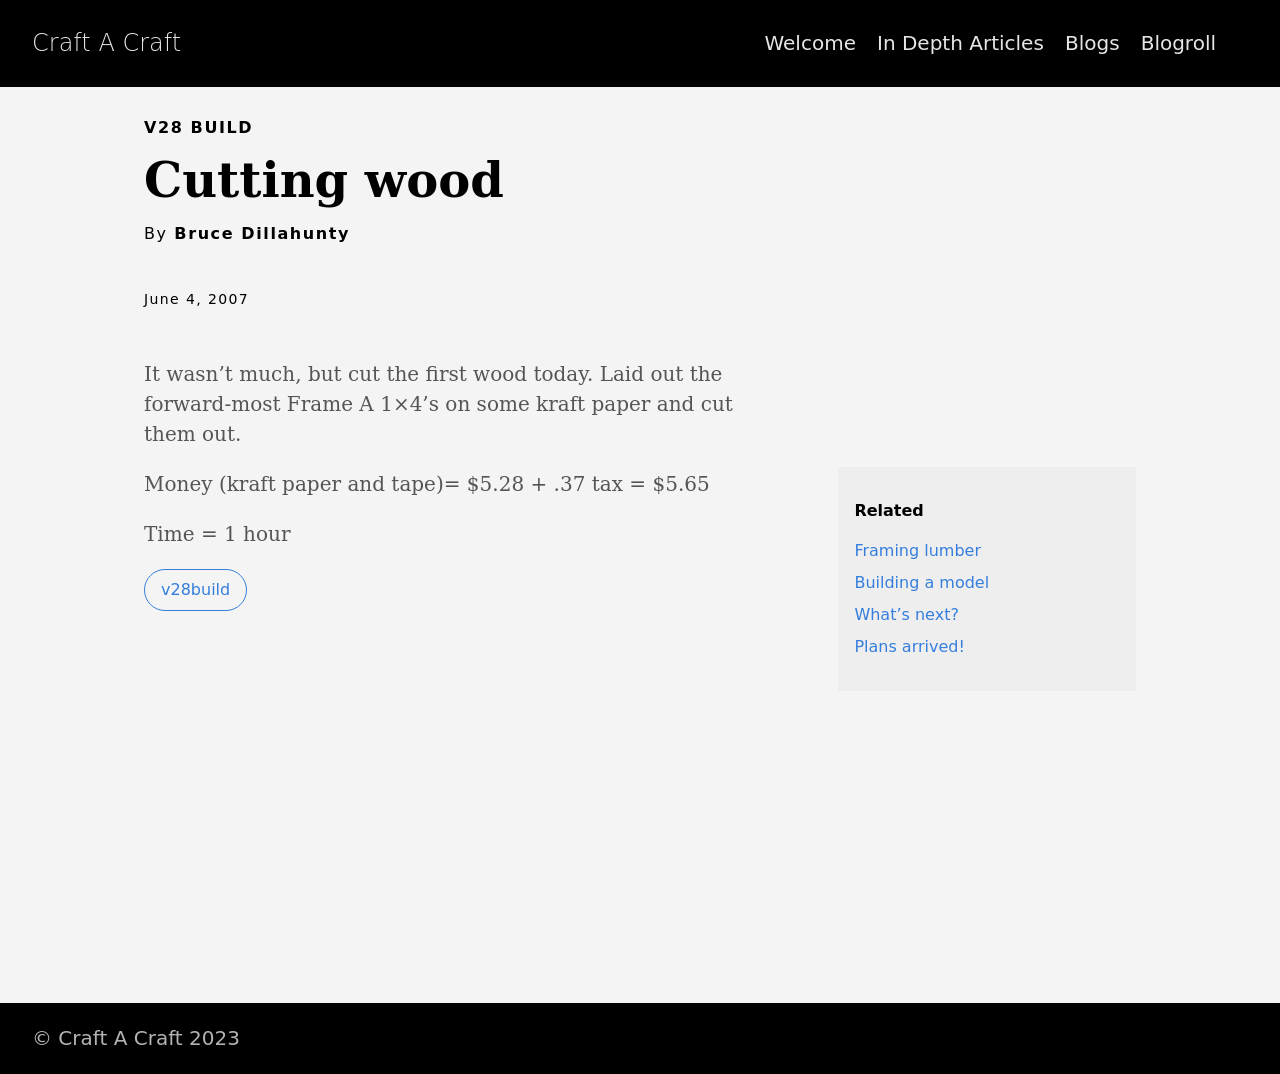 Craft A Craft
Welcome In Depth Articles Blogs Blogroll
V28 BUILD
Cutting wood
By Bruce Dillahunty
June 4, 2007
It wasn’t much, but cut the first wood today. Laid out the
forward-most Frame A 1×4’s on some kraft paper and cut
them out.
Money (kraft paper and tape)= $5.28 + .37 tax = $5.65
Time = 1 hour
v28build
Related
Framing lumber
Building a model
What’s next?
Plans arrived!
© Craft A Craft 2023